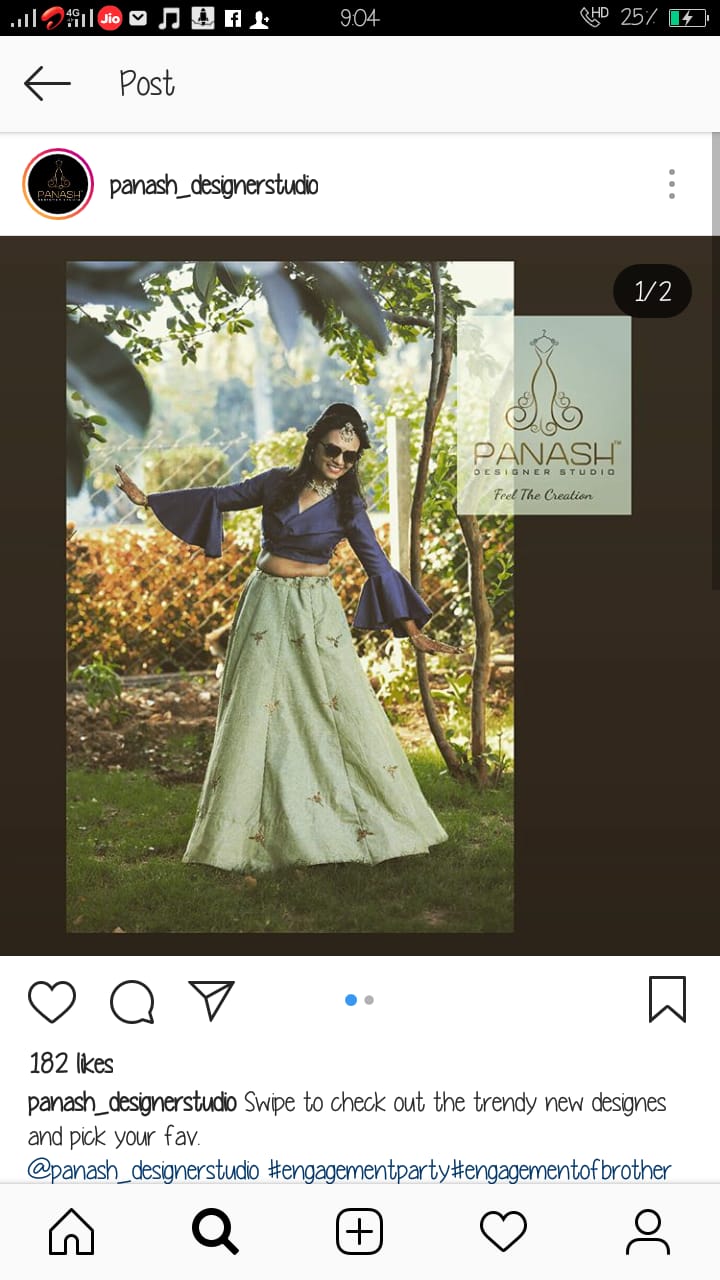 4G
Jio
9:04
HD 25%
Post
PANASH
panash_designerstudio
1/2
PANASH™
DESIGNER STUDIO
Feel The Creation
182 likes
panash_designerstudio Swipe to check out the trendy new designes
and pick your fav.
@panash_designerstudio #engagementparty#engagementofbrother